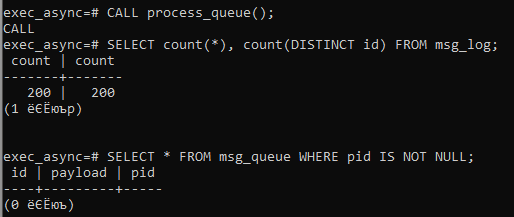 exec_async=# CALL process_queue();
CALL
exec_async=# SELECT count(*), count(DISTINCT id) FROM msg_log;
 count | count
-------+-------
   200 |   200
(1 ёЄЁюър)
exec_async=# SELECT * FROM msg_queue WHERE pid IS NOT NULL;
 id | payload | pid
----+---------+-----
(0 ёЄЁюъ)